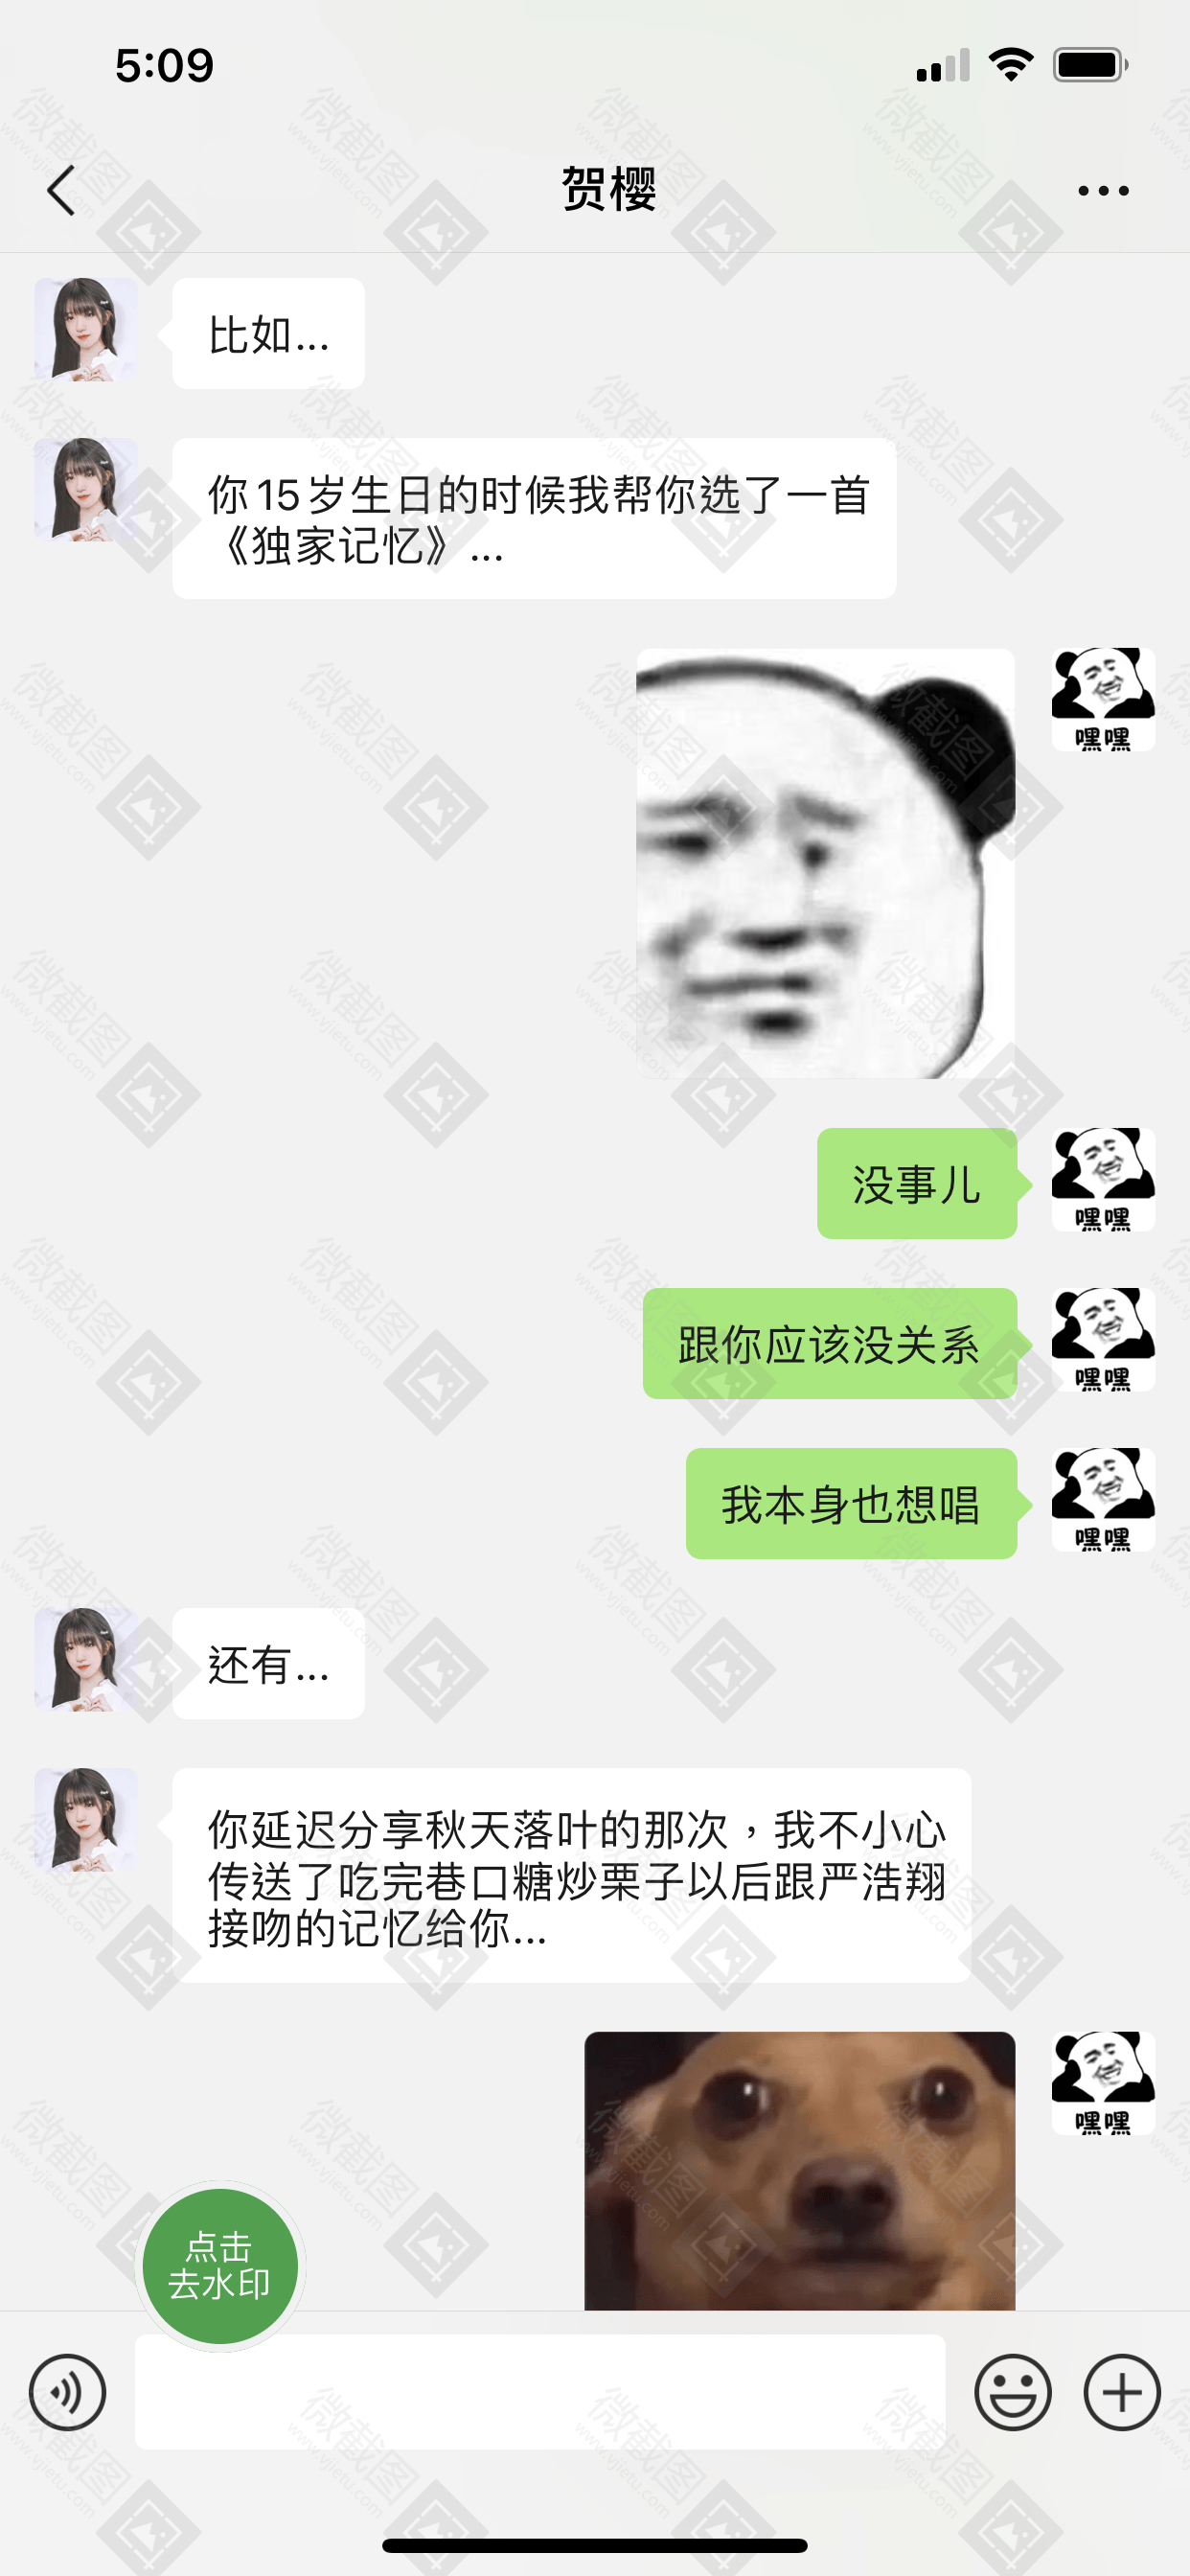 5:09
贺樱
比如...
你15岁生日的时候我帮你选了一首
《独家记忆》...
嘿嘿
没事儿
嘿嘿
跟你应该没关系
嘿嘿
我本身也想唱
嘿嘿
还有...
你延迟分享秋天落叶的那次，我不小心
传送了吃完巷口糖炒栗子以后跟严浩翔
接吻的记忆给你...
嘿嘿
点击
去水印
微截图
www.vjietu.com